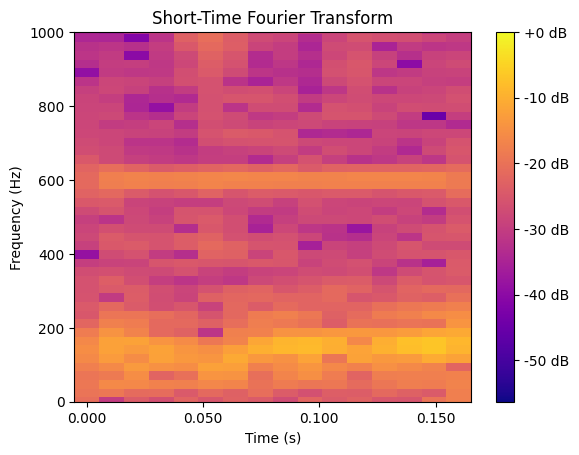 Short-Time Fourier Transform
1000
800
600
400
200
0
Frequency (Hz)
0.000
0.050
0.100
0.150
Time (s)
+0 dB
-10 dB
-20 dB
-30 dB
-40 dB
-50 dB